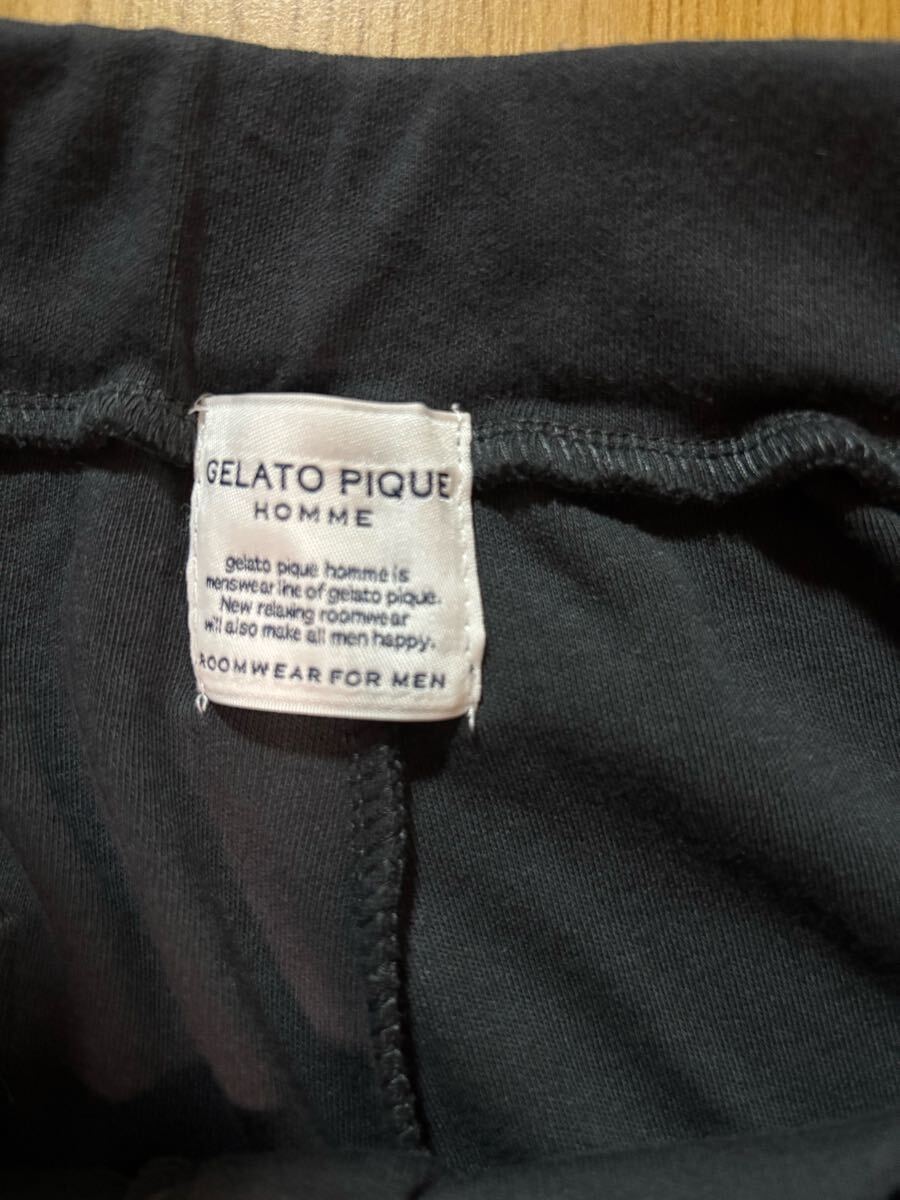 GELATO PIQUE
HOMME
gelato pique homme is
menswear line of gelato pique.
New relaxing roomwear
will also make all men happy.
ROOMWEAR FOR MEN